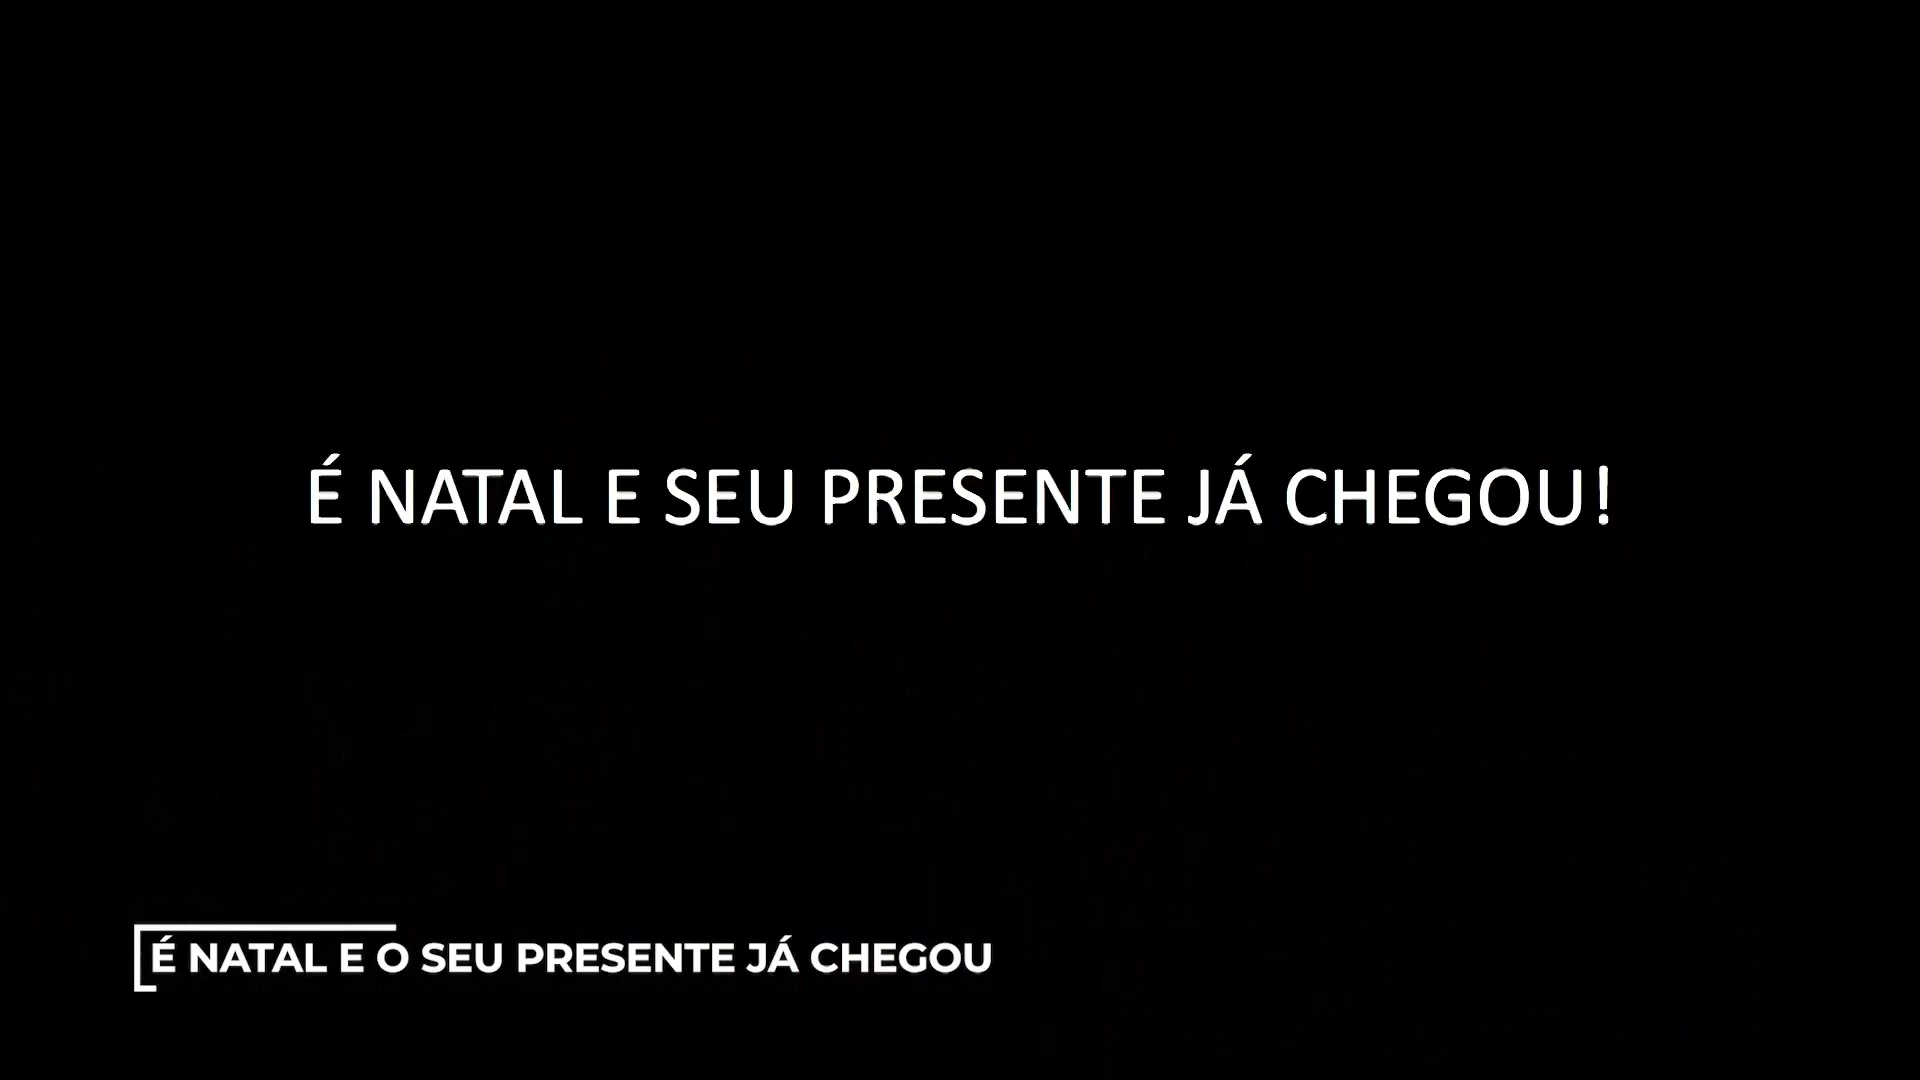 É NATAL E SEU PRESENTE JÁ CHEGOU!
É NATAL E O SEU PRESENTE JÁ CHEGOU